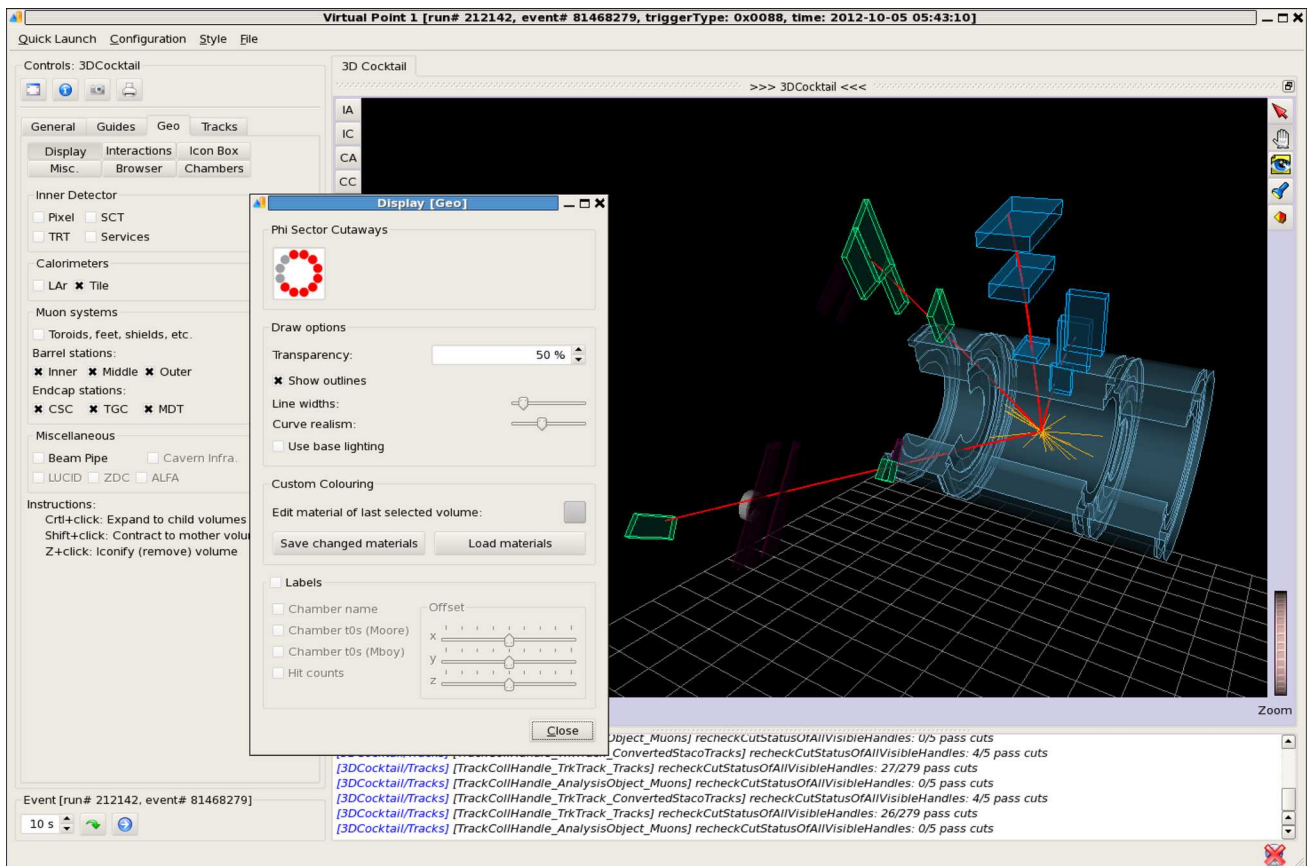 Virtual Point 1 [run# 212142, event# 81468279, triggerType: 0x0088, time: 2012-10-05 05:43:10]
Quick Launch Configuration Style File
Controls: 3DCocktail
General Guides Geo Tracks
Display Interactions Icon Box
Misc. Browser Chambers
Inner Detector
Pixel SCT
TRT Services
Calorimeters
LAr Tile
Muon systems
Toroids, feet, shields, etc.
Barrel stations:
Inner Middle Outer
Endcap stations:
CSC TGC MDT
Miscellaneous
Beam Pipe Cavern Infra.
LUCID ZDC ALFA
Instructions:
Crtl+click: Expand to child volumes
Shift+click: Contract to mother volu
Z+click: Iconify (remove) volume
Event [run# 212142, event# 81468279]
10 s
3D Cocktail
>>> 3DCocktail <<<
IA
IC
CA
CC
Display [Geo]
Phi Sector Cutaways
Draw options
Transparency: 50 %
Show outlines
Line widths:
Curve realism:
Use base lighting
Custom Colouring
Edit material of last selected volume:
Save changed materials Load materials
Labels
Chamber name
Chamber t0s (Moore)
Chamber t0s (Mboy)
Hit counts
Offset
x
y
z
Close
Zoom
Object_Muons] recheckCutStatusOfAllVisibleHandles: 0/5 pass cuts
ConvertedStacoTracks] recheckCutStatusOfAllVisibleHandles: 4/5 pass cuts
[3DCocktail/Tracks] [TrackCollHandle_TrkTrack_Tracks] recheckCutStatusOfAllVisibleHandles: 27/279 pass cuts
[3DCocktail/Tracks] [TrackCollHandle_AnalysisObject_Muons] recheckCutStatusOfAllVisibleHandles: 0/5 pass cuts
[3DCocktail/Tracks] [TrackCollHandle_TrkTrack_ConvertedStacoTracks] recheckCutStatusOfAllVisibleHandles: 4/5 pass cuts
[3DCocktail/Tracks] [TrackCollHandle_TrkTrack_Tracks] recheckCutStatusOfAllVisibleHandles: 26/279 pass cuts
[3DCocktail/Tracks] [TrackCollHandle_AnalysisObject_Muons] recheckCutStatusOfAllVisibleHandles: 0/5 pass cuts